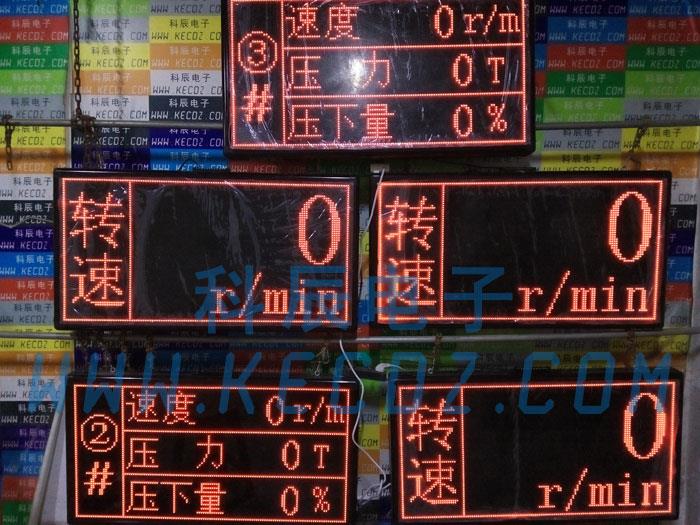 ③
#
速度 0 r/m
压 力 0 T
压下量 0 %
转速
0
r/min
转速
0
r/min
科辰电子
WWW.KECDZ.COM
②
#
速度 0 r/m
压 力 0 T
压下量 0 %
转速
0
r/min